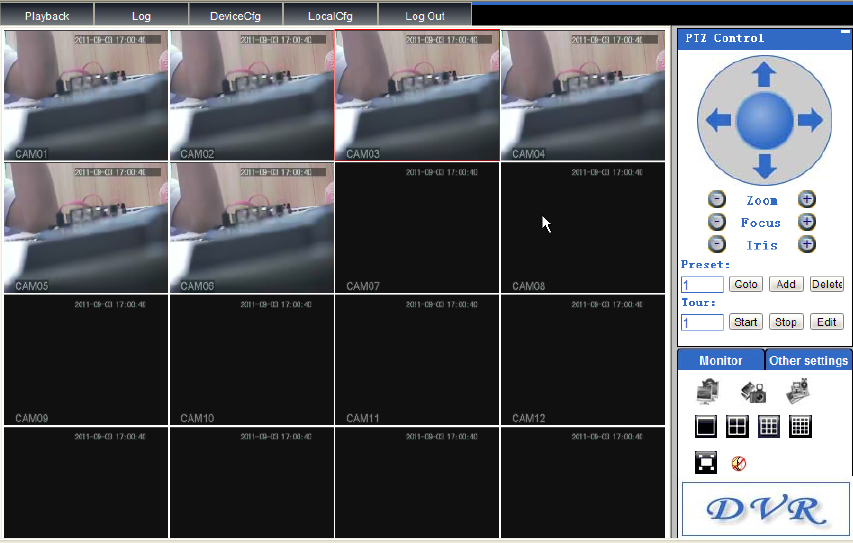 Playback Log DeviceCfg LocalCfg Log Out
PTZ Control
2011-09-03 17:00:40 2011-09-03 17:00:40 2011-09-03 17:00:40 2011-09-03 17:00:40
CAM01 CAM02 CAM03 CAM04
2011-09-03 17:00:40 2011-09-03 17:00:40 2011-09-03 17:00:40 2011-09-03 17:00:40
CAM05 CAM06 CAM07 CAM08
2011-09-03 17:00:40 2011-09-03 17:00:40 2011-09-03 17:00:40 2011-09-03 17:00:40
CAM09 CAM10 CAM11 CAM12
2011-09-03 17:00:40 2011-09-03 17:00:40 2011-09-03 17:00:40 2011-09-03 17:00:40
- Zoom +
- Focus +
- Iris +
Preset:
1 Goto Add Delete
Tour:
1 Start Stop Edit
Monitor Other settings
DVR